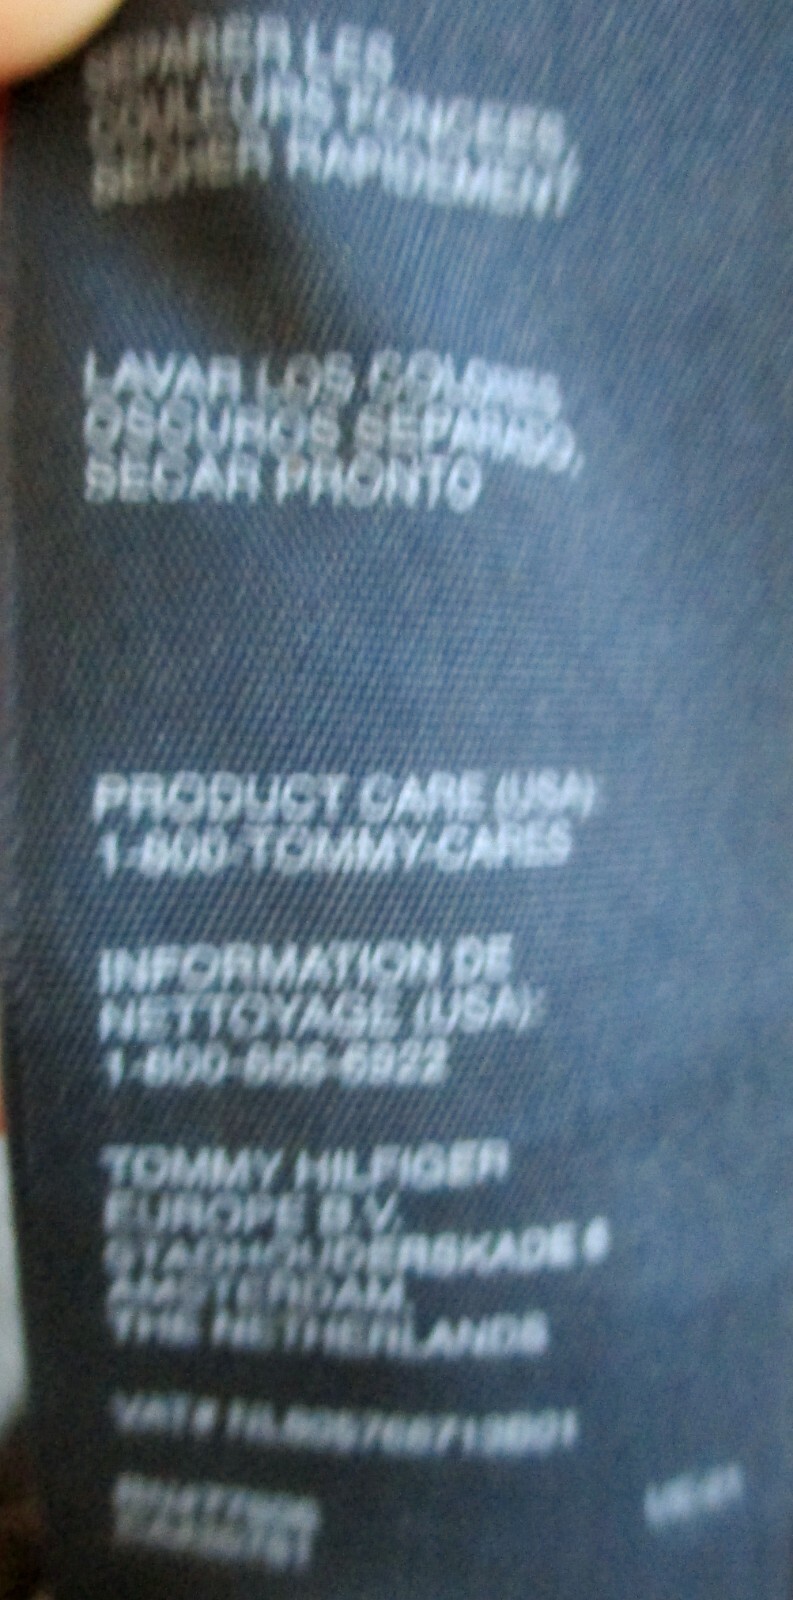 SEPARER LES
COULEURS FONCEES,
SECHER RAPIDEMENT
LAVAR LOS COLORES
OSCUROS SEPARADO,
SECAR PRONTO
PRODUCT CARE (USA):
1-800-TOMMY-CARES
INFORMATION DE
NETTOYAGE (USA):
1-800-866-6922
TOMMY HILFIGER
EUROPE B.V.
STADHOUDERSKADE 6
AMSTERDAM,
THE NETHERLANDS
VAT#